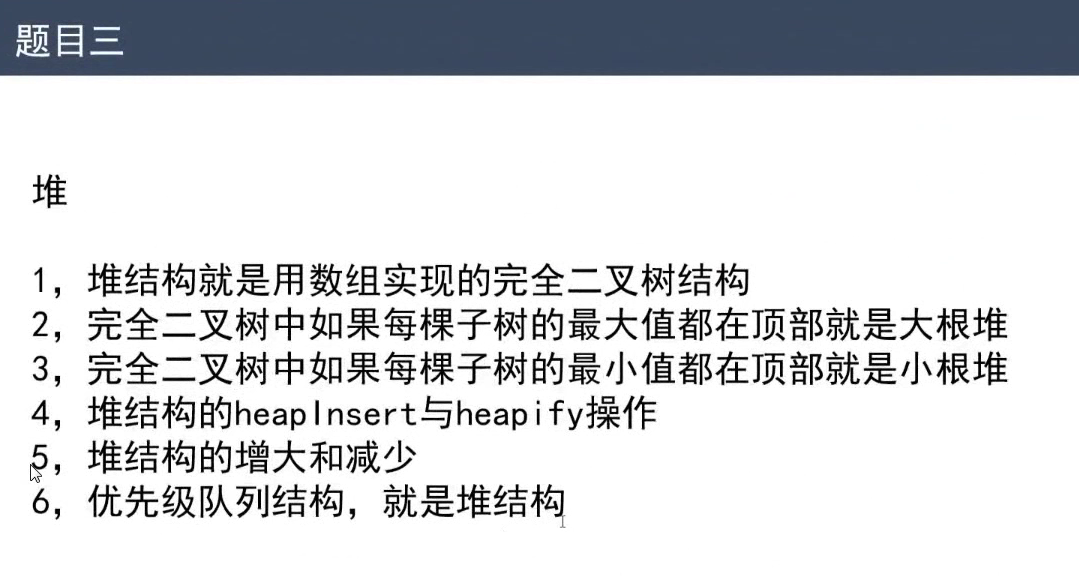 题目三
堆
1，堆结构就是用数组实现的完全二叉树结构
2，完全二叉树中如果每棵子树的最大值都在顶部就是大根堆
3，完全二叉树中如果每棵子树的最小值都在顶部就是小根堆
4，堆结构的heapInsert与heapify操作
5，堆结构的增大和减少
6，优先级队列结构，就是堆结构